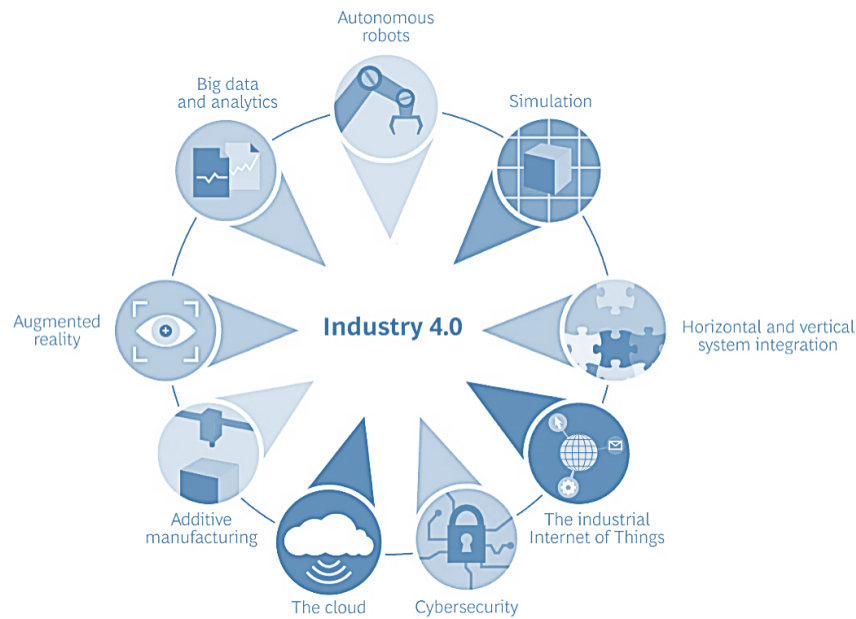 Autonomous
robots
Big data
and analytics
Simulation
Augmented
reality
Industry 4.0
Horizontal and vertical
system integration
Additive
manufacturing
The industrial
Internet of Things
The cloud
Cybersecurity